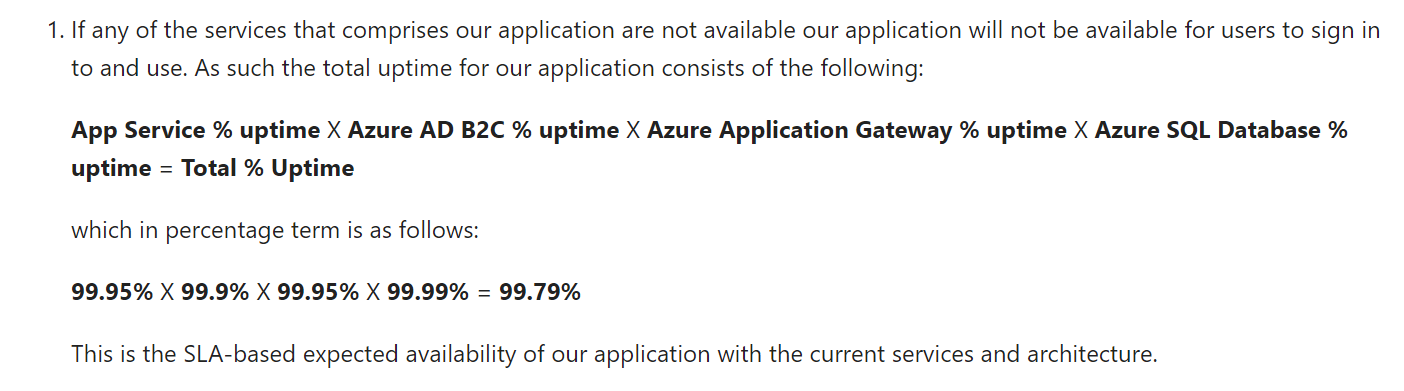 1. If any of the services that comprises our application are not available our application will not be available for users to sign in
to and use. As such the total uptime for our application consists of the following:
App Service % uptime X Azure AD B2C % uptime X Azure Application Gateway % uptime X Azure SQL Database %
uptime = Total % Uptime
which in percentage term is as follows:
99.95% X 99.9% X 99.95% X 99.99% = 99.79%
This is the SLA-based expected availability of our application with the current services and architecture.